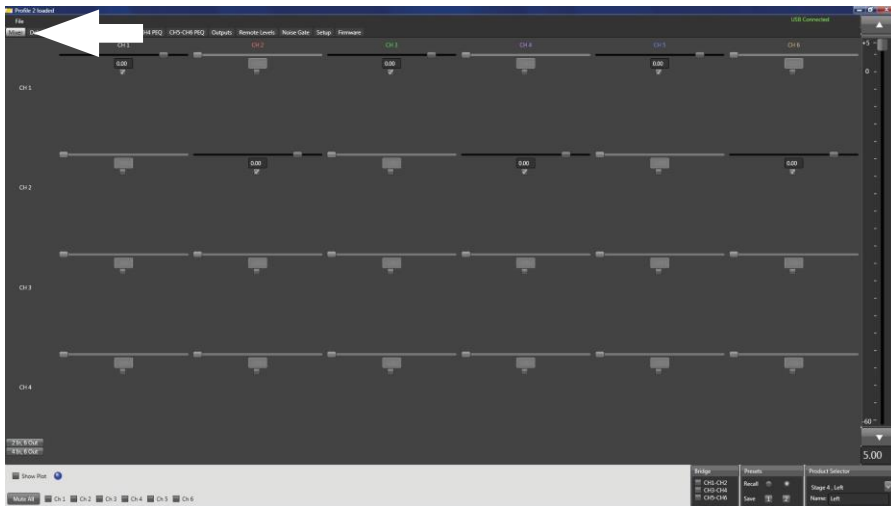 Profile 2 loaded
File
USB Connected
Mixer
H4 PEQ CH5-CH6 PEQ Outputs Remote Levels Noise Gate Setup Firmware
CH 1 CH 2 CH 3 CH 4 CH 5 CH 6
+5
0.00 0.00 0.00
0
CH 1
0.00 0.00 0.00
CH 2
CH 3
CH 4
-60
2 In, 6 Out
4 In, 6 Out
5.00
Show Plot
Bridge Presets Product Selector
CH1-CH2 Recall
CH3-CH4 Stage 4 , Left
CH5-CH6 Save 1 2 Name: Left
Mute All Ch 1 Ch 2 Ch 3 Ch 4 Ch 5 Ch 6